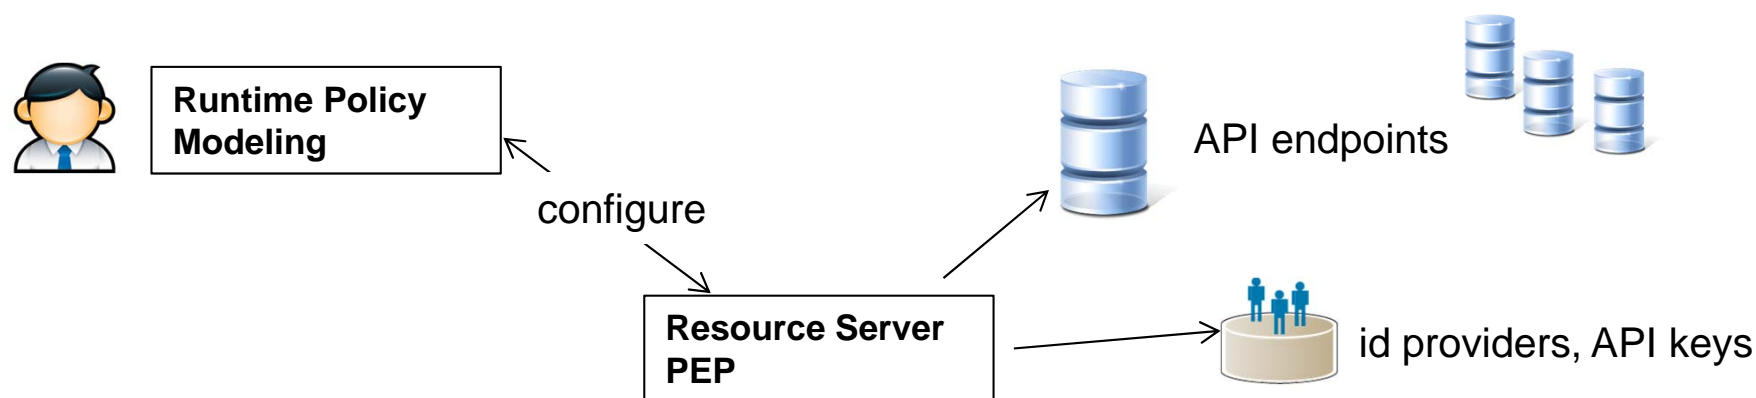 Runtime Policy
Modeling
API endpoints
configure
Resource Server
PEP
id providers, API keys